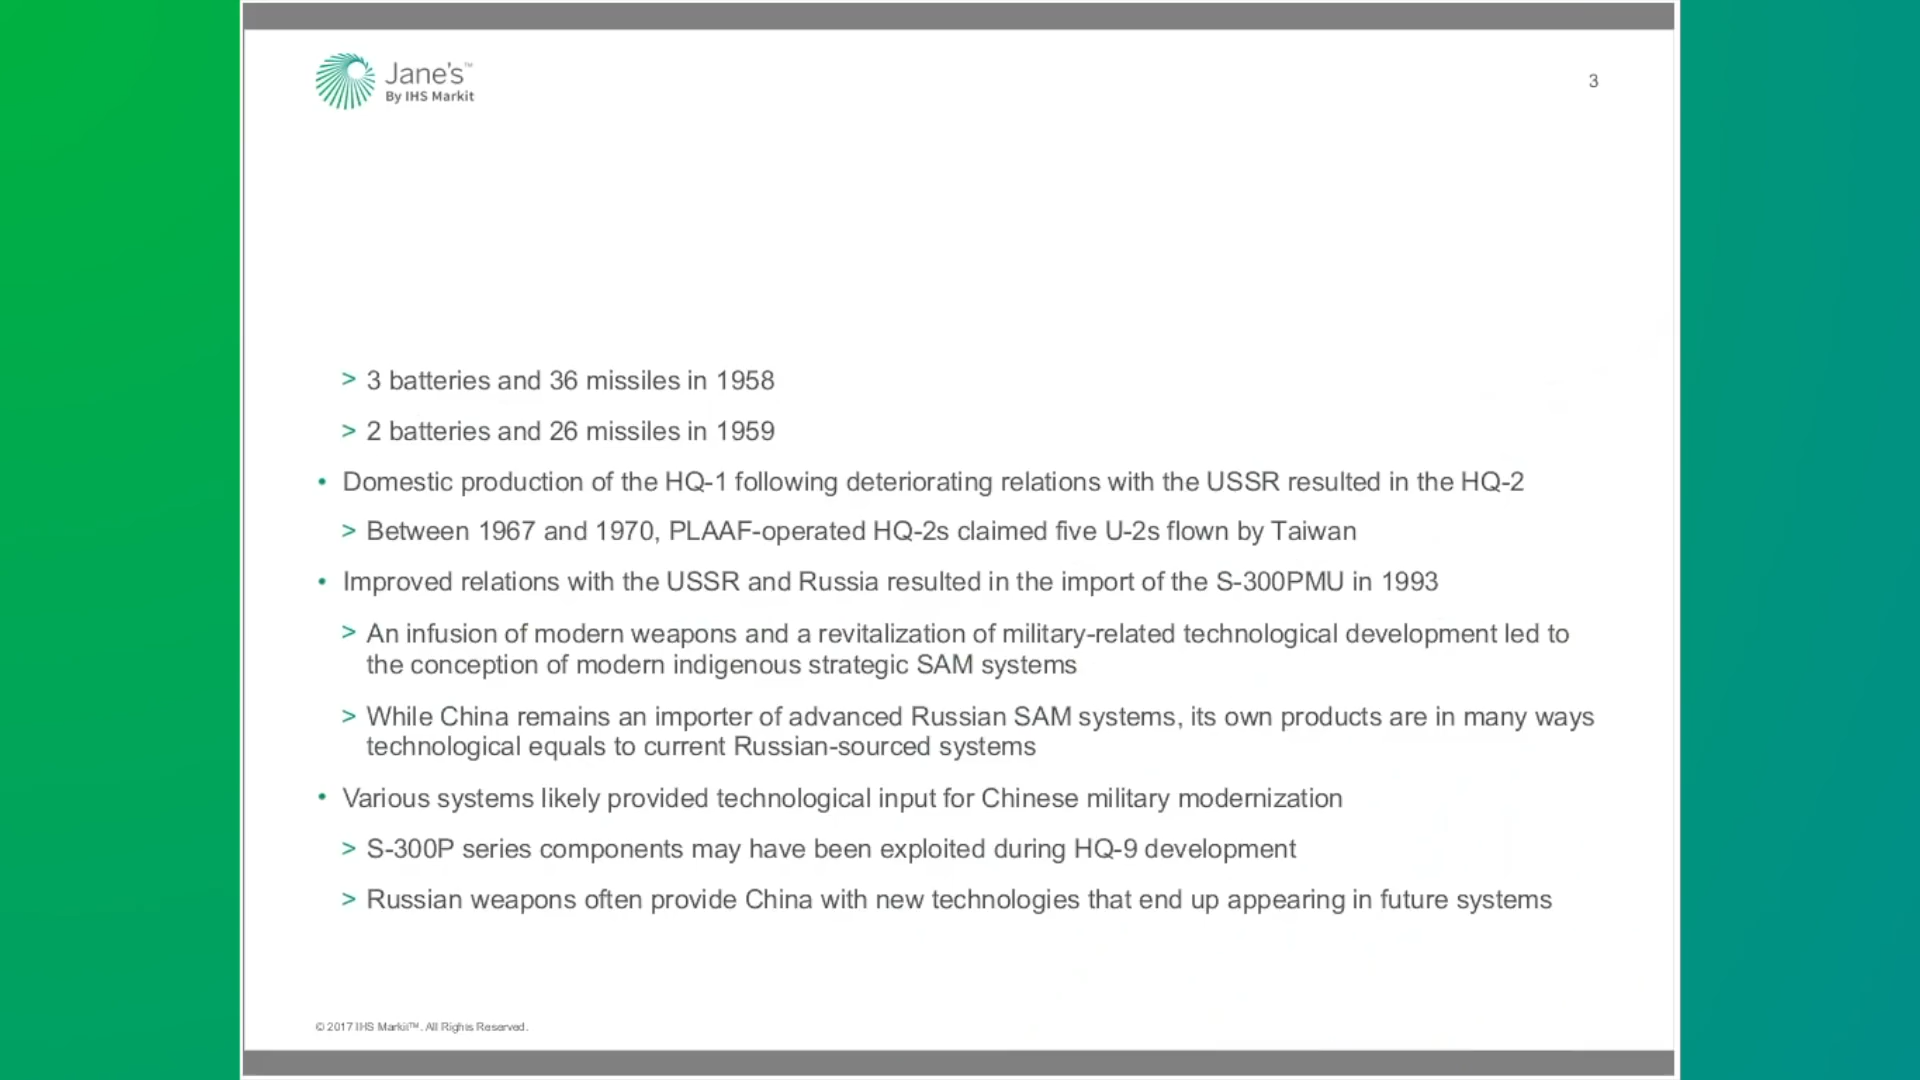 Jane's™
By IHS Markit
3
> 3 batteries and 36 missiles in 1958
> 2 batteries and 26 missiles in 1959
• Domestic production of the HQ-1 following deteriorating relations with the USSR resulted in the HQ-2
> Between 1967 and 1970, PLAAF-operated HQ-2s claimed five U-2s flown by Taiwan
• Improved relations with the USSR and Russia resulted in the import of the S-300PMU in 1993
> An infusion of modern weapons and a revitalization of military-related technological development led to
the conception of modern indigenous strategic SAM systems
> While China remains an importer of advanced Russian SAM systems, its own products are in many ways
technological equals to current Russian-sourced systems
• Various systems likely provided technological input for Chinese military modernization
> S-300P series components may have been exploited during HQ-9 development
> Russian weapons often provide China with new technologies that end up appearing in future systems
© 2017 IHS Markit™. All Rights Reserved.